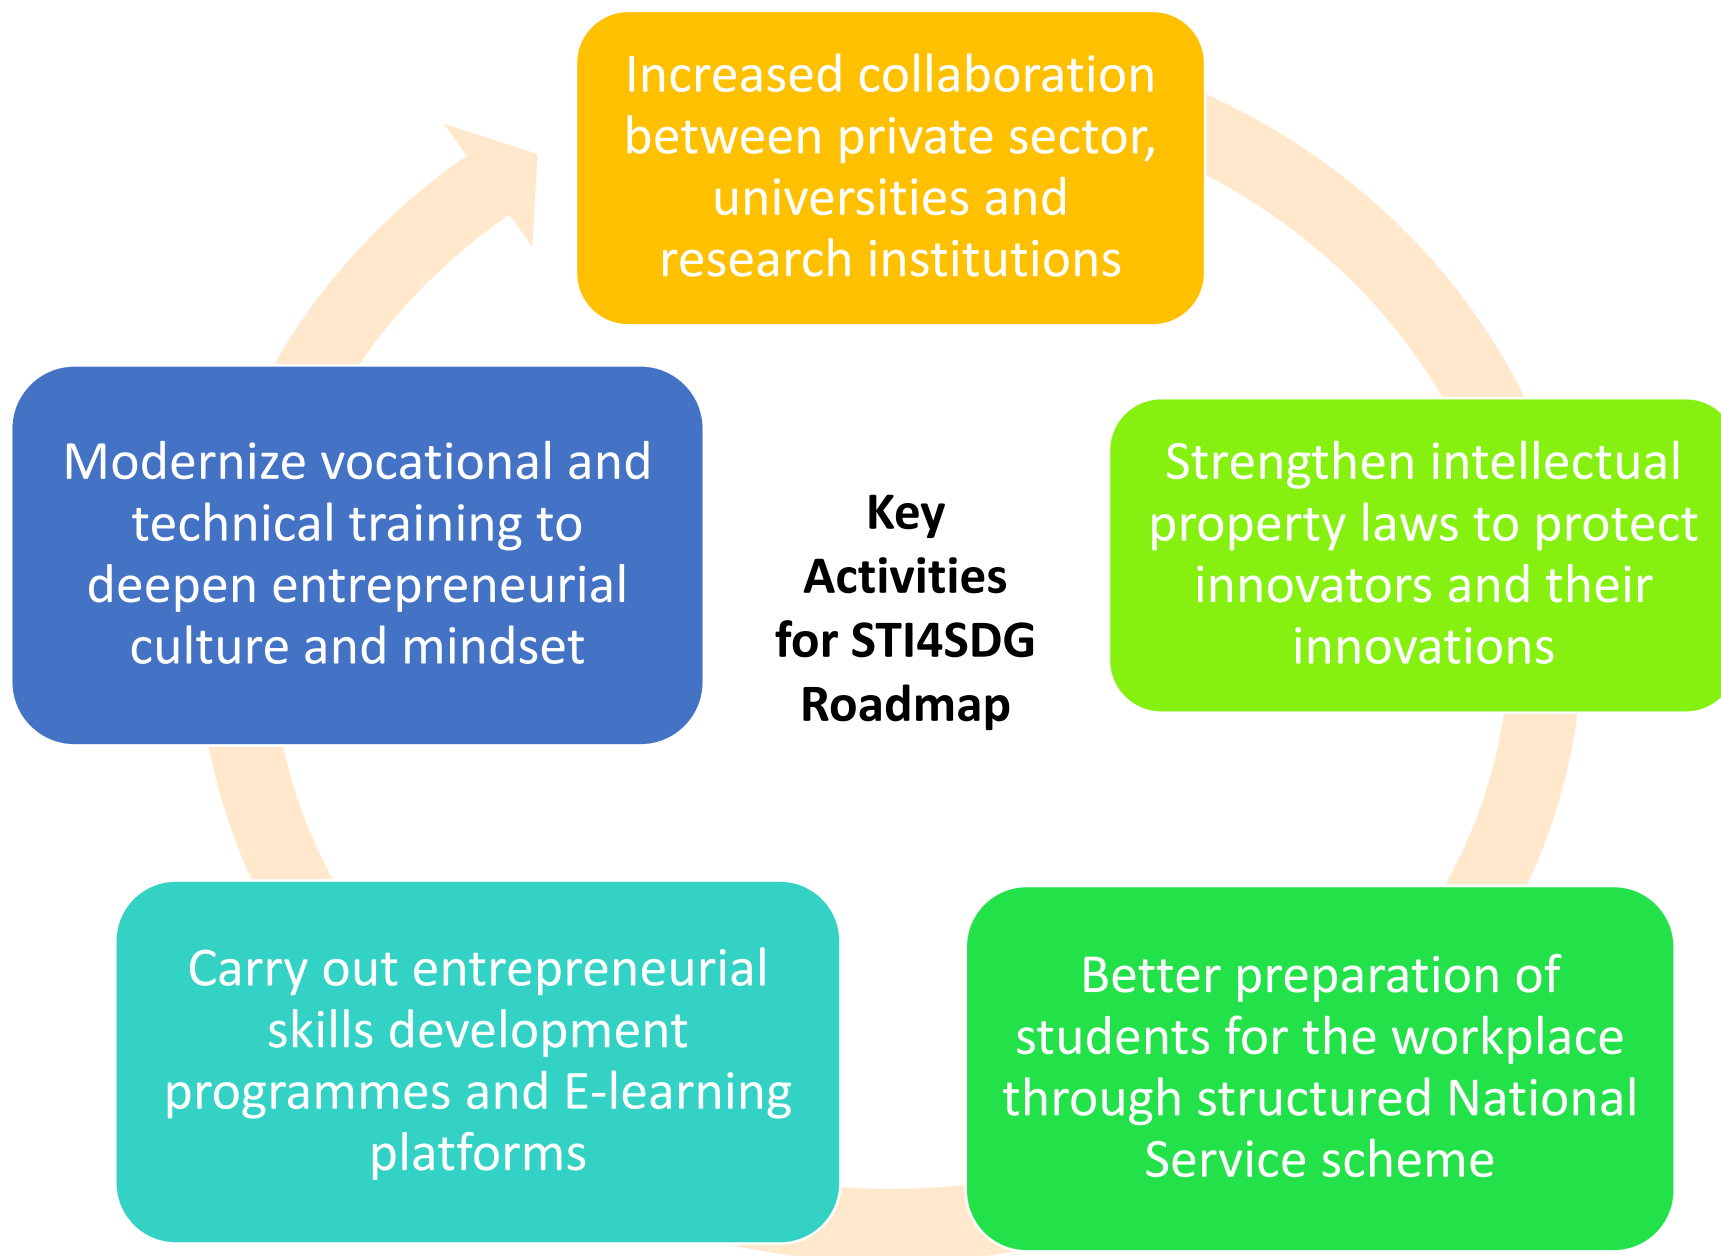 Increased collaboration
between private sector,
universities and
research institutions
Strengthen intellectual
property laws to protect
innovators and their
innovations
Better preparation of
students for the workplace
through structured National
Service scheme
Carry out entrepreneurial
skills development
programmes and E-learning
platforms
Modernize vocational and
technical training to
deepen entrepreneurial
culture and mindset
Key
Activities
for STI4SDG
Roadmap